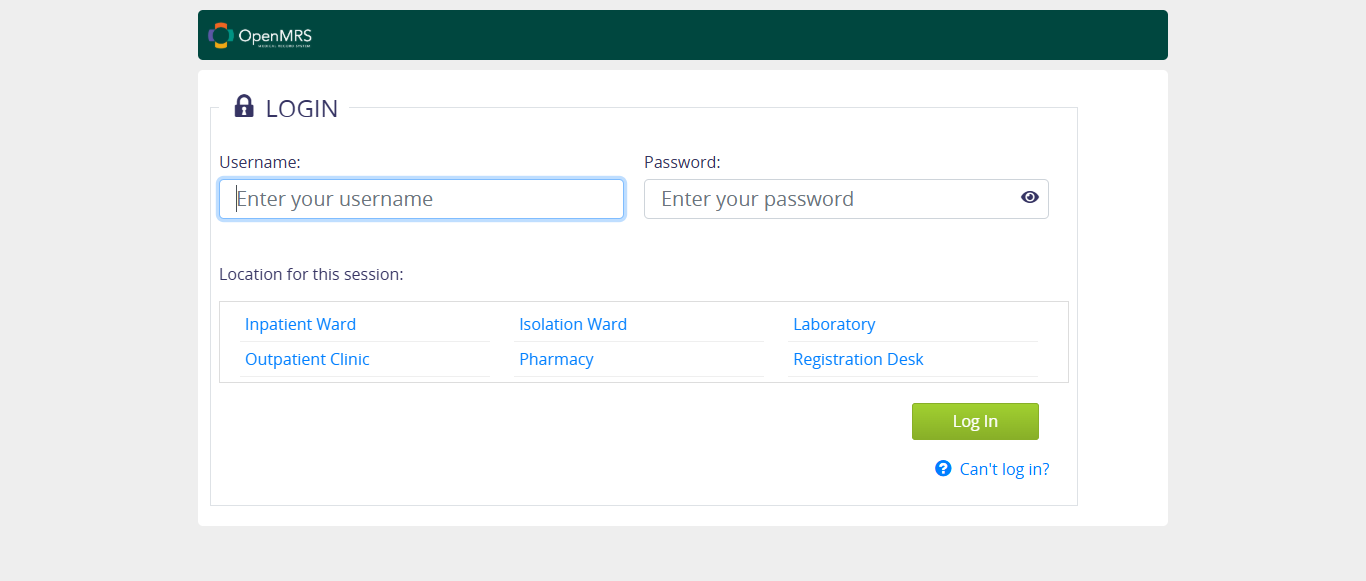 OpenMRS
MEDICAL RECORD SYSTEM
LOGIN
Username: Password:
Enter your username Enter your password
Location for this session:
Inpatient Ward Isolation Ward Laboratory
Outpatient Clinic Pharmacy Registration Desk
Log In
Can't log in?